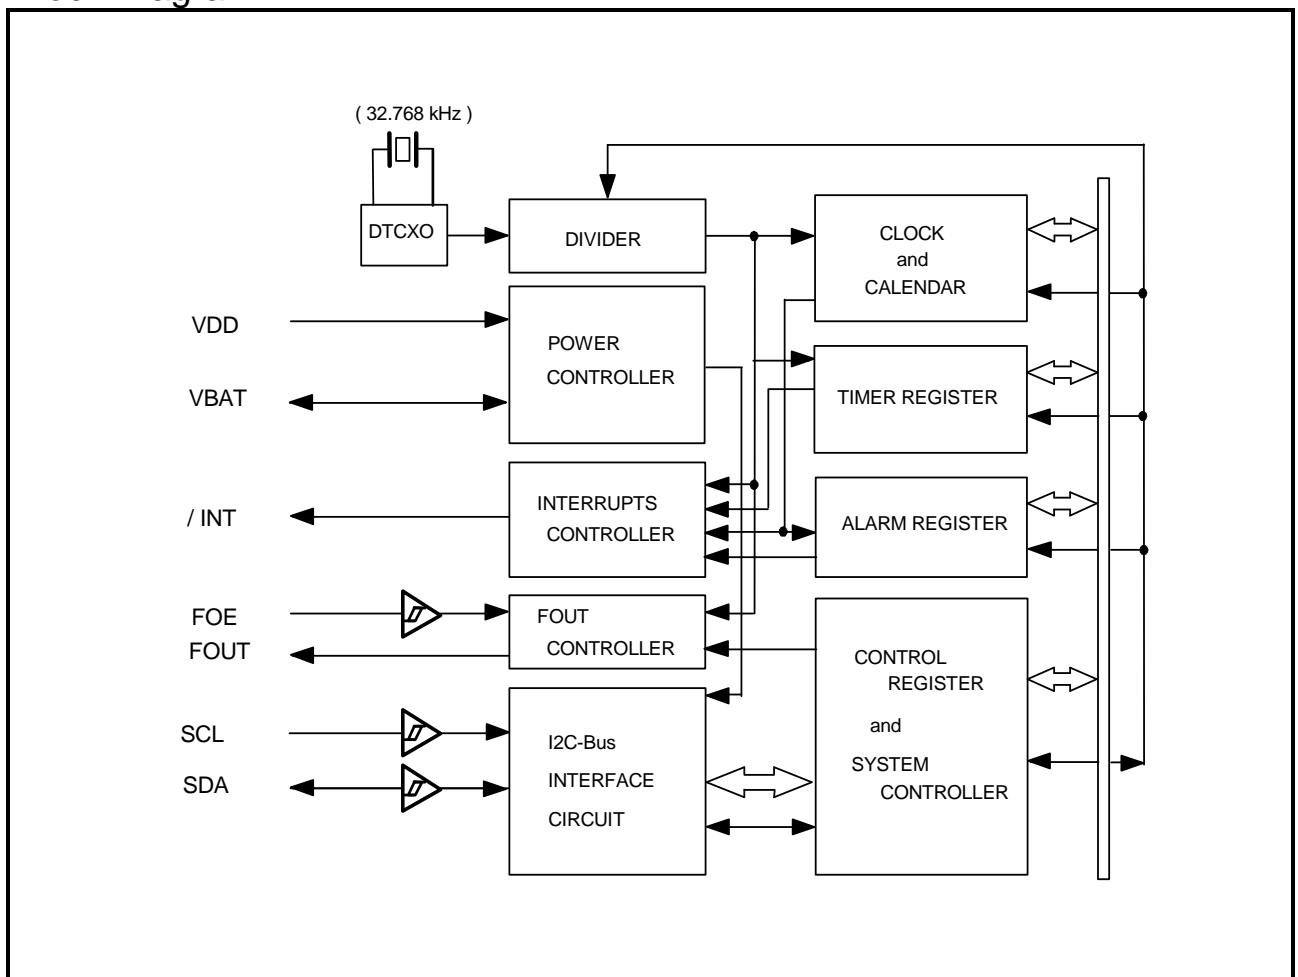 ( 32.768 kHz )
DTCXO
DIVIDER
CLOCK
and
CALENDAR
VDD
VBAT
POWER
CONTROLLER
TIMER REGISTER
/ INT
INTERRUPTS
CONTROLLER
ALARM REGISTER
FOE
FOUT
FOUT
CONTROLLER
CONTROL
REGISTER
and
SYSTEM
CONTROLLER
SCL
SDA
I2C-Bus
INTERFACE
CIRCUIT